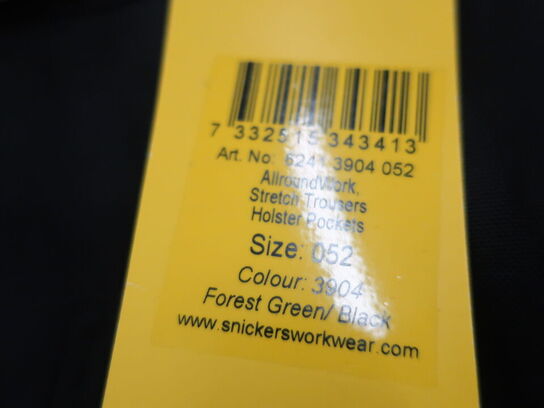 7 332515 343413
Art. No: 6241 3904 052
AllroundWork,
Stretch Trousers
Holster Pockets
Size: 052
Colour: 3904
Forest Green/ Black
www.snickersworkwear.com